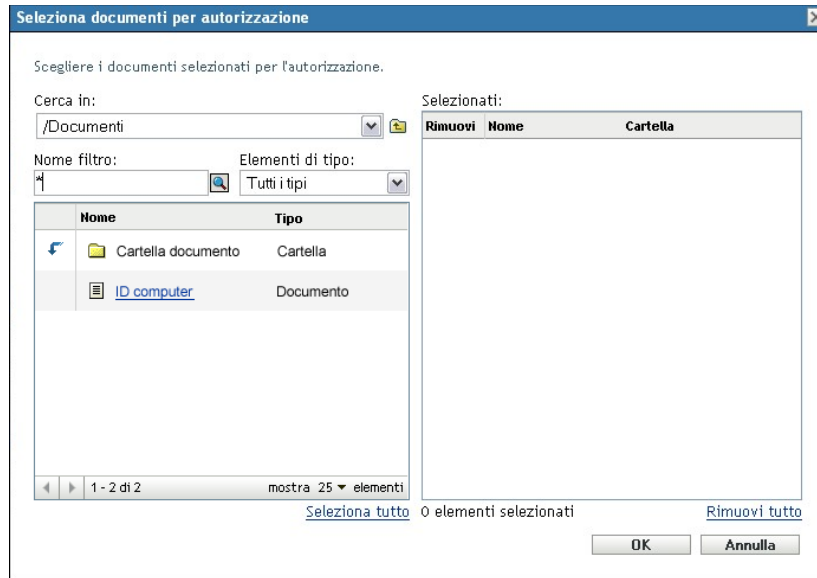 Seleziona documenti per autorizzazione
Scegliere i documenti selezionati per l'autorizzazione.
Cerca in:
/Documenti
Nome filtro:
Elementi di tipo:
*
Tutti i tipi
Nome
Tipo
Cartella documento
Cartella
ID computer
Documento
1 - 2 di 2
mostra 25 elementi
Seleziona tutto
Selezionati:
Rimuovi
Nome
Cartella
0 elementi selezionati
Rimuovi tutto
OK
Annulla